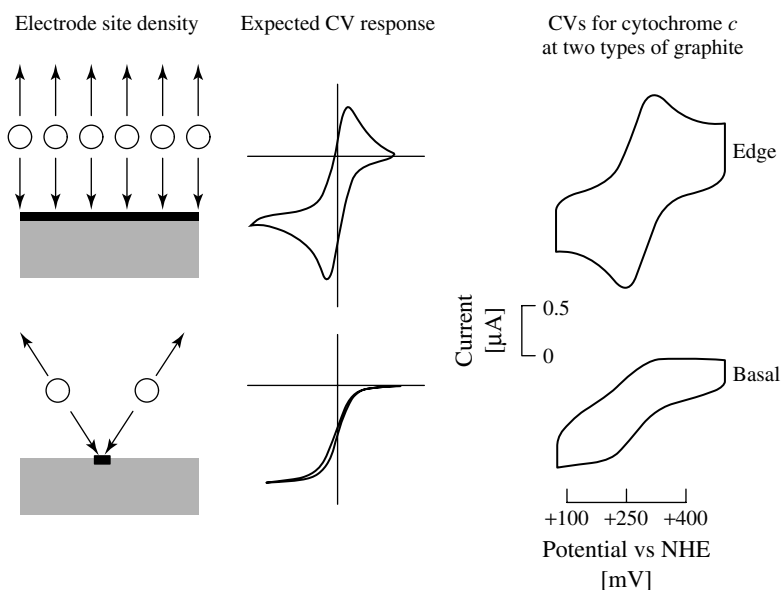 Electrode site density
Expected CV response
CVs for cytochrome c
at two types of graphite
Edge
Current
[μA]
0.5
0
Basal
+100
+250
+400
Potential vs NHE
[mV]